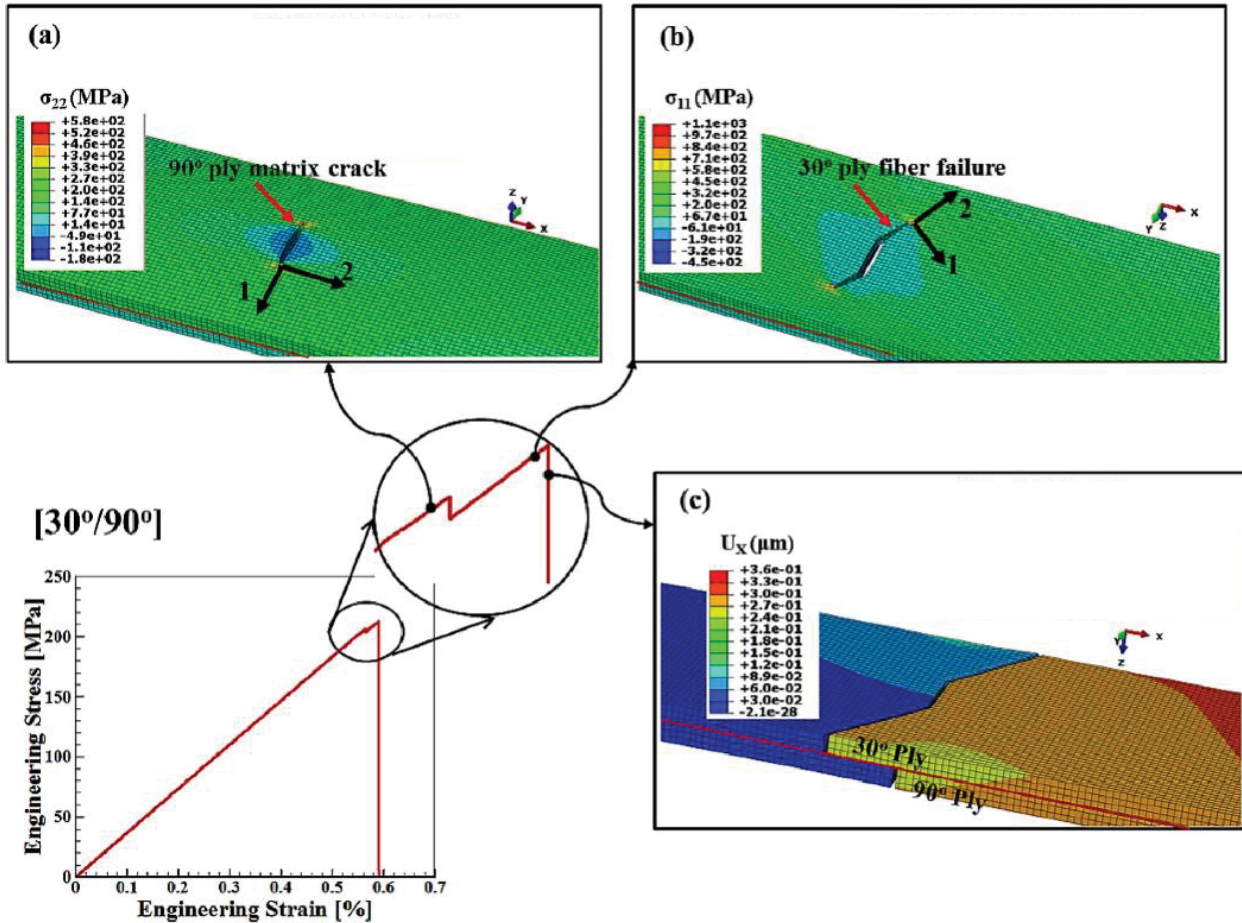 (a)
σ22 (MPa)
+5.8e+02
+5.2e+02
+4.6e+02
+3.9e+02
+3.3e+02
+2.7e+02
+2.0e+02
+1.4e+02
+7.7e+01
+1.4e+01
-4.9e+01
-1.1e+02
-1.8e+02
90° ply matrix crack
1
2
Z
Y
X
(b)
σ11 (MPa)
+1.1e+03
+9.7e+02
+8.4e+02
+7.1e+02
+5.8e+02
+4.5e+02
+3.2e+02
+2.0e+02
+6.7e+01
-6.1e+01
-1.9e+02
-3.2e+02
-4.5e+02
30° ply fiber failure
2
1
Y
Z
X
[30°/90°]
Engineering Stress [MPa]
250
200
150
100
50
0
0 0.1 0.2 0.3 0.4 0.5 0.6 0.7
Engineering Strain [%]
(c)
UX (μm)
+3.6e-01
+3.3e-01
+3.0e-01
+2.7e-01
+2.4e-01
+2.1e-01
+1.8e-01
+1.5e-01
+1.2e-01
+8.9e-02
+6.0e-02
+3.0e-02
-2.1e-28
Y
X
Z
30° Ply
90° Ply